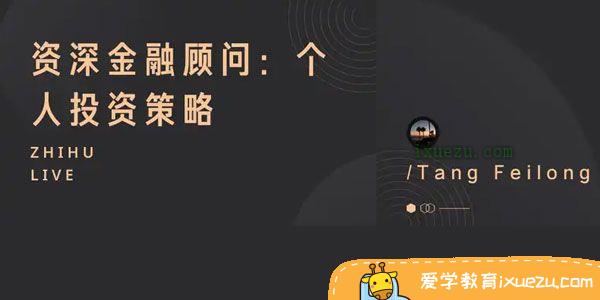 资深金融顾问：个
人投资策略
ZHIHU
LIVE
ixuezu.com
/Tang Feilong
爱学教育ixuezu.com